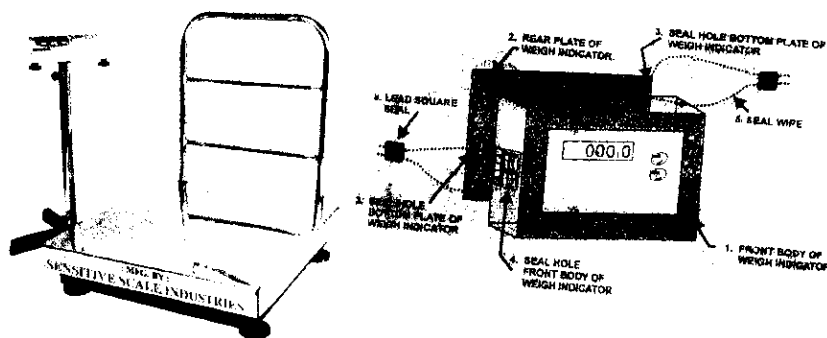 MFG. BY:
SENSITIVE SCALE INDUSTRIES
2. REAR PLATE OF
WEIGH INDICATOR
3. SEAL HOLE BOTTOM PLATE OF
WEIGH INDICATOR
LEAD SQUARE
SEAL
5. SEAL WIRE
000.0
BOTTOM PLATE OF
WEIGH INDICATOR
4. SEAL HOLE
FRONT BODY OF
WEIGH INDICATOR
1. FRONT BODY OF
WEIGH INDICATOR